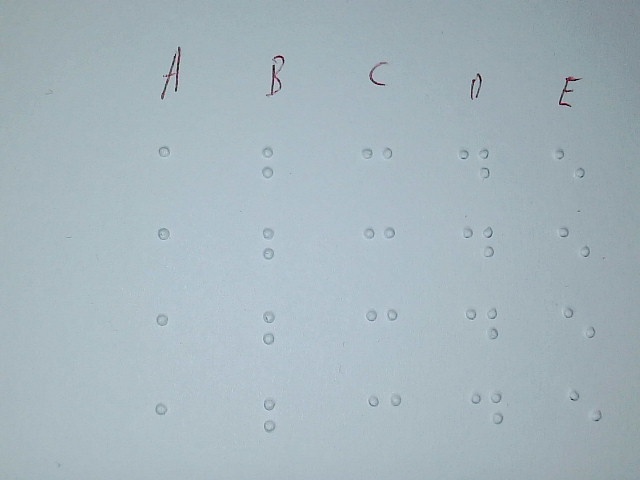 A B C D E
⠁ ⠃ ⠉ ⠙ ⠑
⠁ ⠃ ⠉ ⠙ ⠑
⠁ ⠃ ⠉ ⠙ ⠑
⠁ ⠃ ⠉ ⠙ ⠑